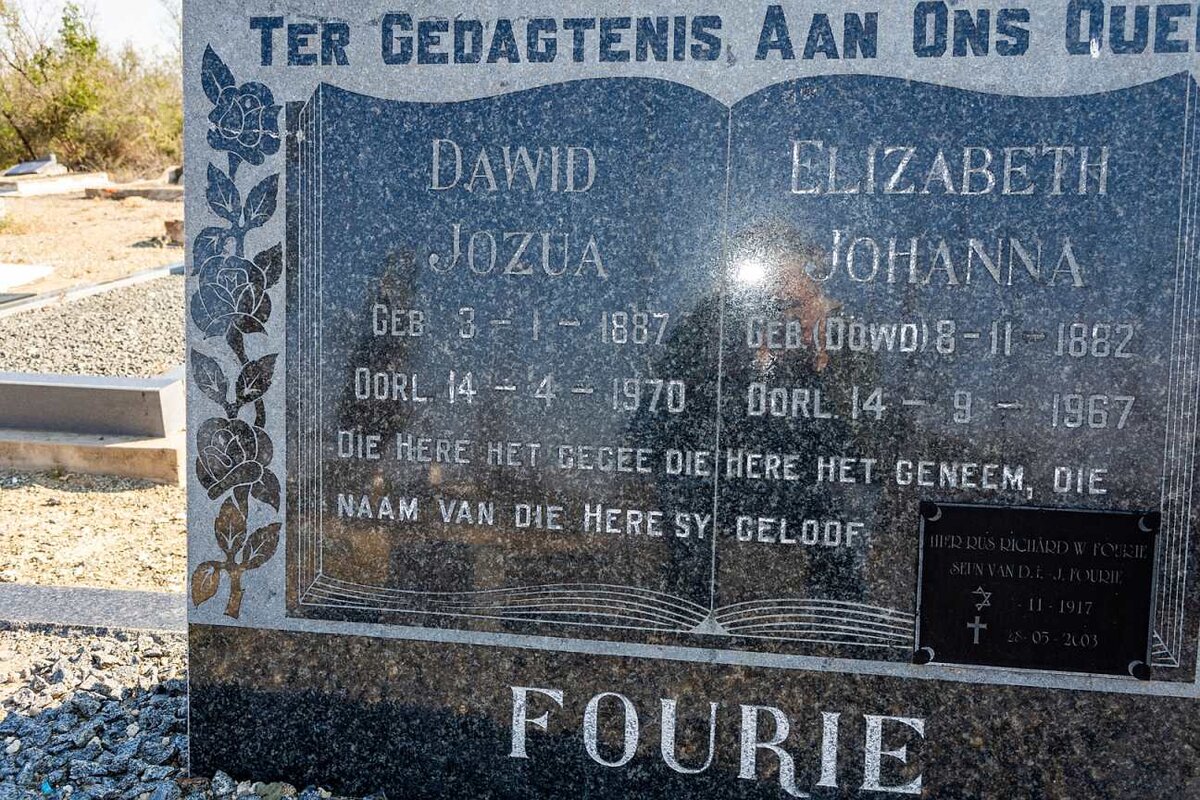 TER GEDAGTENIS AAN ONS
DAWID
JOZUA
GEB 3 - 1 - 1887
OORL 14 - 4 - 1970
ELIZABETH
JOHANNA
GEB (DOWD) 8 - 11 - 1882
OORL 14 - 9 - 1967
DIE HERE HET GEGEE DIE HERE HET GENEEM, DIE
NAAM VAN DIE HERE SY GELOOF
HIER RUS RICHARD W FOURIE
SEUN VAN D.E.-J. FOURIE
- 11 - 1917
28-05-2003
FOURIE